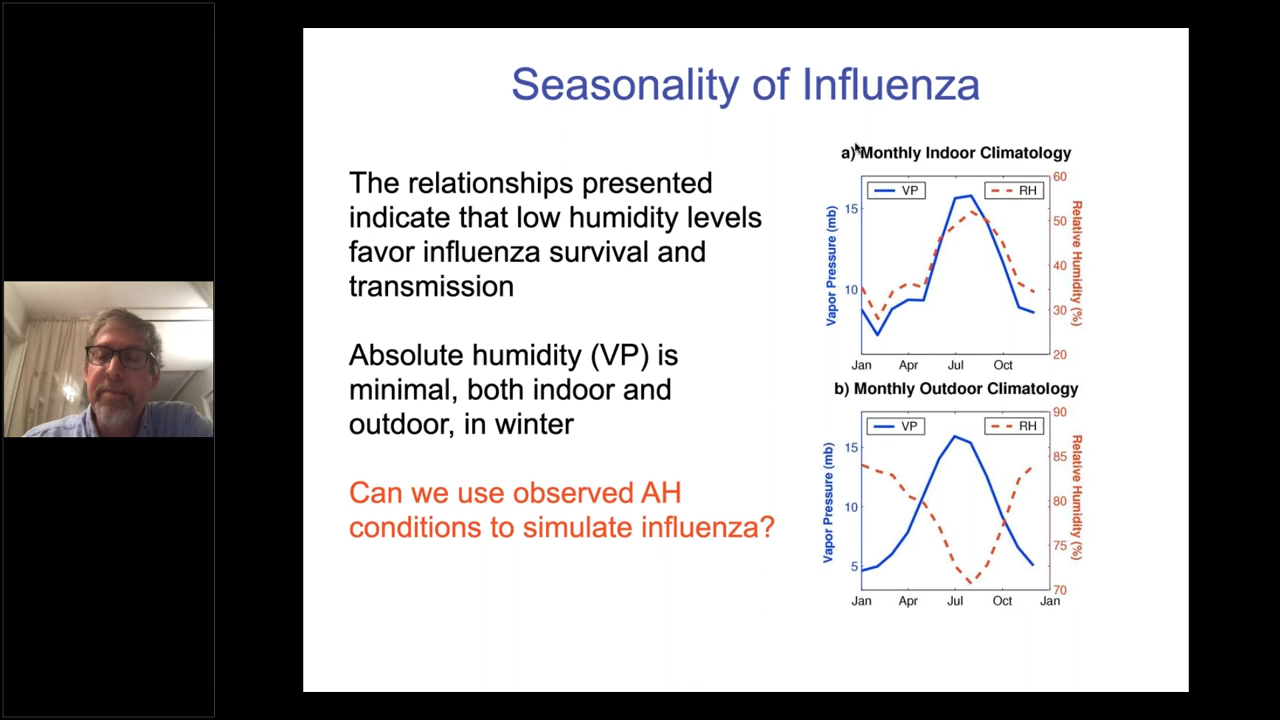 Seasonality of Influenza
The relationships presented
indicate that low humidity levels
favor influenza survival and
transmission
Absolute humidity (VP) is
minimal, both indoor and
outdoor, in winter
Can we use observed AH
conditions to simulate influenza?
a) Monthly Indoor Climatology
VP
RH
Vapor Pressure (mb)
15
10
60
50
40
30
20
Relative Humidity (%)
Jan Apr Jul Oct
b) Monthly Outdoor Climatology
VP
RH
Vapor Pressure (mb)
15
10
5
90
85
80
75
70
Relative Humidity (%)
Jan Apr Jul Oct Jan